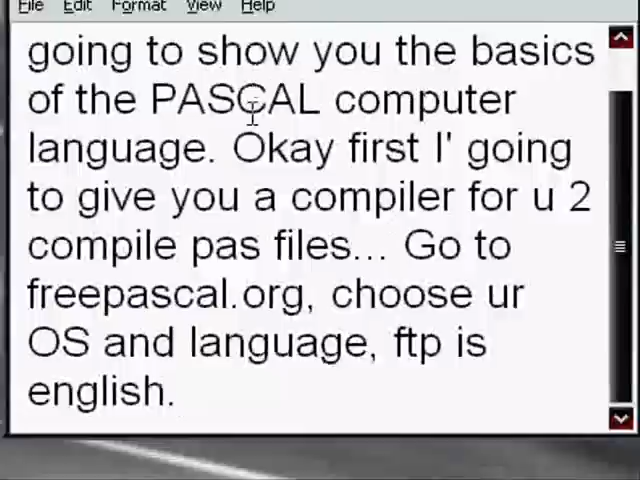 File Edit Format View Help
going to show you the basics
of the PASCAL computer
language. Okay first I' going
to give you a compiler for u 2
compile pas files... Go to
freepascal.org, choose ur
OS and language, ftp is
english.